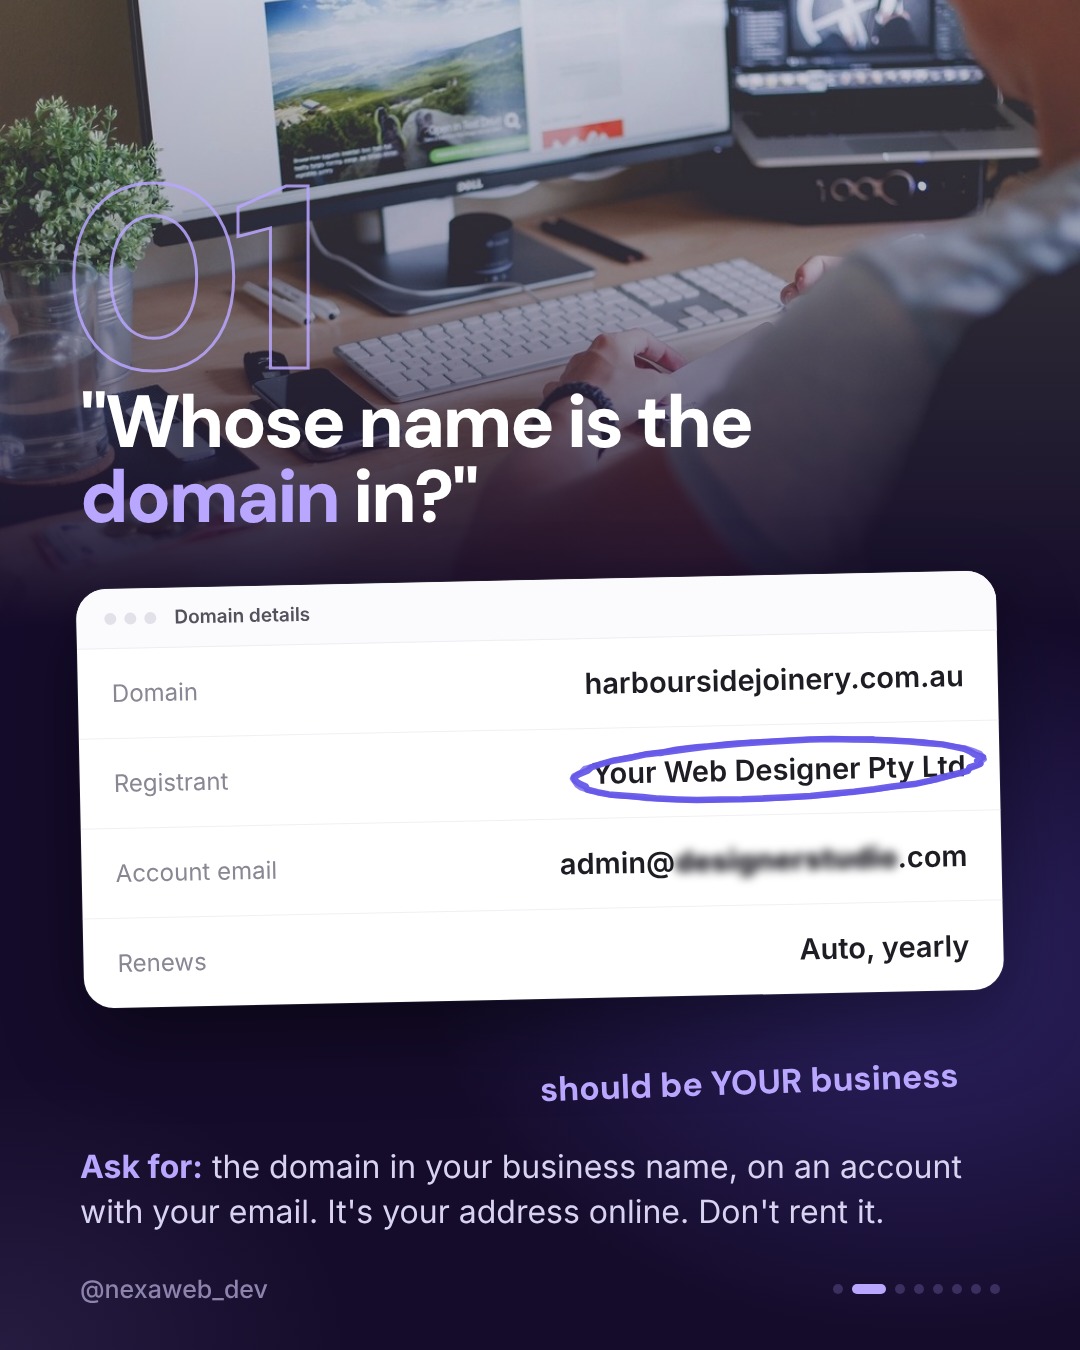 DELL
01
"Whose name is the
domain in?"
Domain details
Domain harboursidejoinery.com.au
Registrant Your Web Designer Pty Ltd
Account email admin@designerstudio.com
Renews Auto, yearly
should be YOUR business
Ask for: the domain in your business name, on an account
with your email. It's your address online. Don't rent it.
@nexaweb_dev